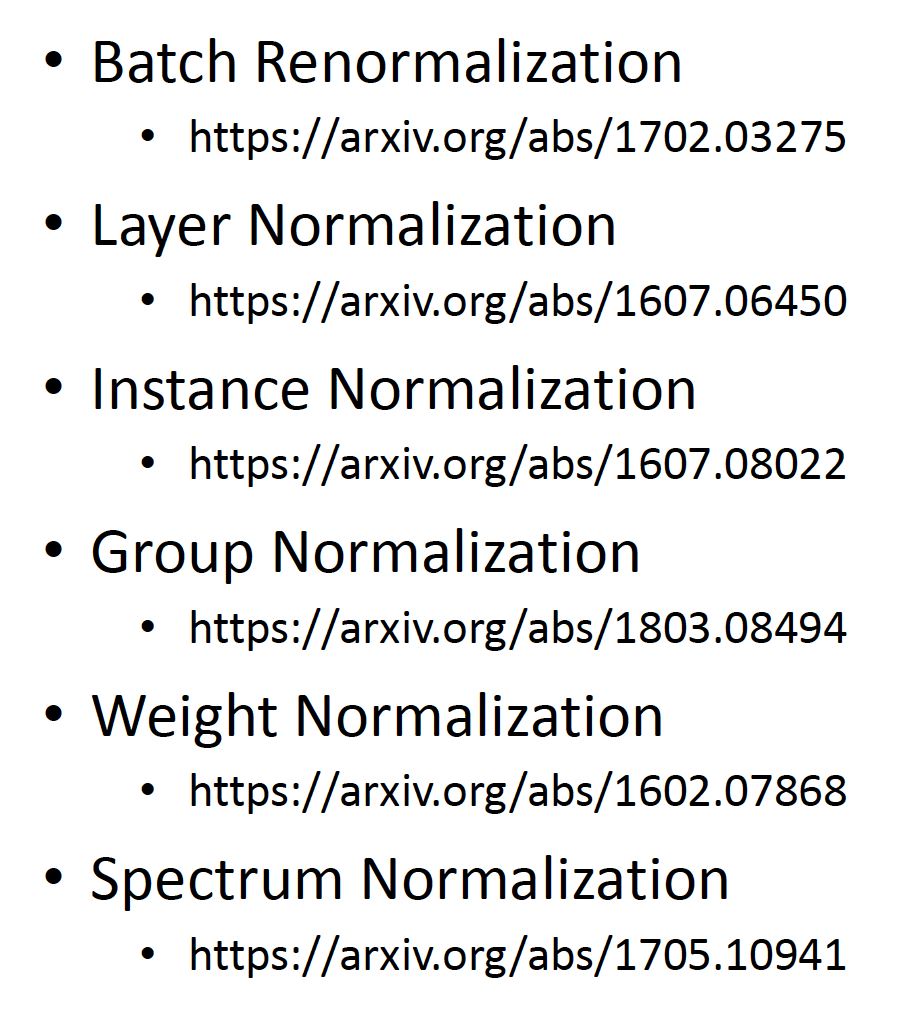 • Batch Renormalization
• https://arxiv.org/abs/1702.03275
• Layer Normalization
• https://arxiv.org/abs/1607.06450
• Instance Normalization
• https://arxiv.org/abs/1607.08022
• Group Normalization
• https://arxiv.org/abs/1803.08494
• Weight Normalization
• https://arxiv.org/abs/1602.07868
• Spectrum Normalization
• https://arxiv.org/abs/1705.10941